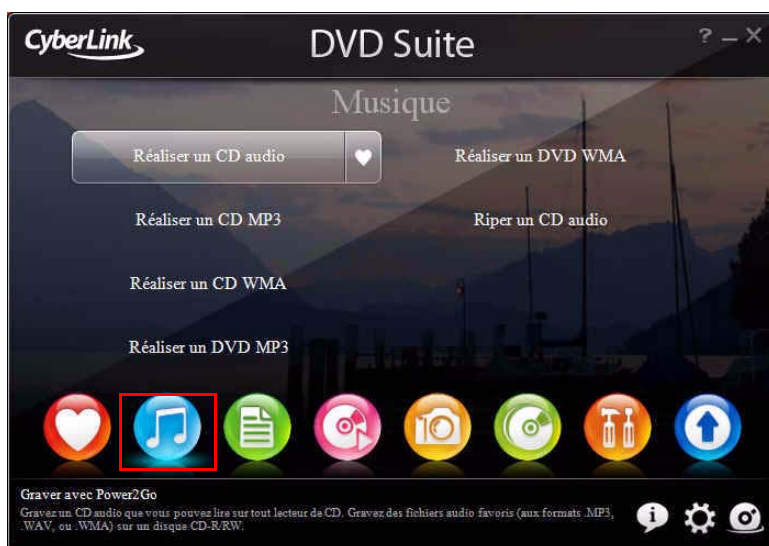 CyberLink
DVD Suite
? – X
Musique
Réaliser un CD audio
Réaliser un DVD WMA
Réaliser un CD MP3
Riper un CD audio
Réaliser un CD WMA
Réaliser un DVD MP3
Graver avec Power2Go
Gravez un CD audio que vous pouvez lire sur tout lecteur de CD. Gravez des fichiers audio favoris (aux formats .MP3,
.WAV, ou .WMA) sur un disque CD-R/RW.